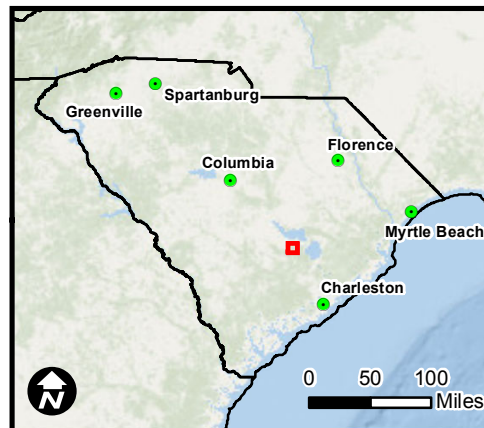 Spartanburg
Greenville
Florence
Columbia
Myrtle Beach
Charleston
N
0 50 100
Miles